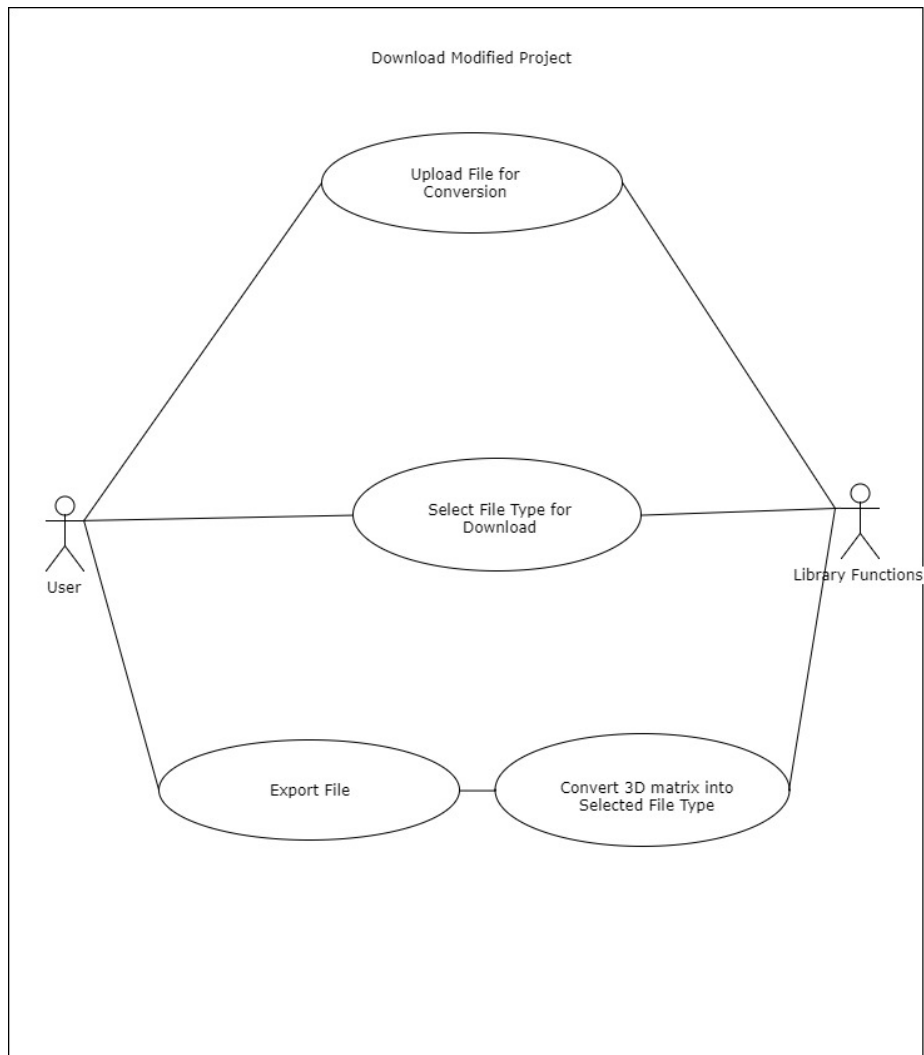 Download Modified Project
Upload File for
Conversion
Select File Type for
Download
User
Library Functions
Export File
Convert 3D matrix into
Selected File Type